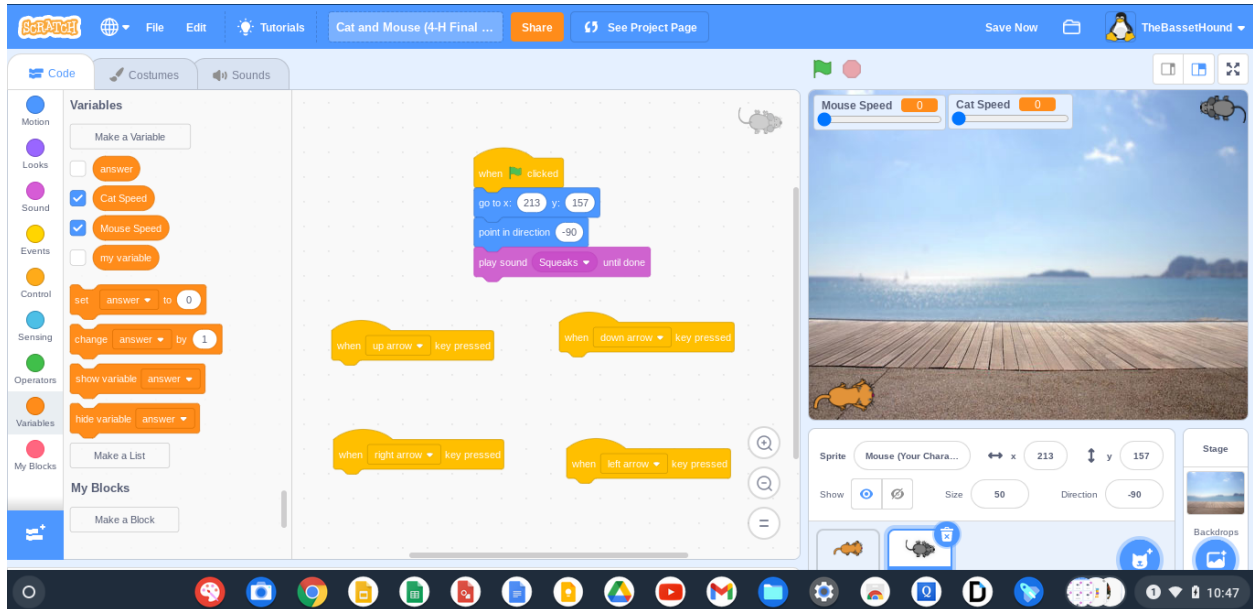 SCRATCH
File
Edit
Tutorials
Cat and Mouse (4-H Final ...
Share
See Project Page
Save Now
TheBassetHound
Code
Costumes
Sounds
Motion
Looks
Sound
Events
Control
Sensing
Operators
Variables
My Blocks
Variables
Make a Variable
answer
Cat Speed
Mouse Speed
my variable
set answer to 0
change answer by 1
show variable answer
hide variable answer
Make a List
My Blocks
Make a Block
when clicked
go to x: 213 y: 157
point in direction -90
play sound Squeaks until done
when up arrow key pressed
when down arrow key pressed
when right arrow key pressed
when left arrow key pressed
Mouse Speed 0
Cat Speed 0
Sprite Mouse (Your Chara... x 213 y 157
Show Size 50 Direction -90
Stage
Backdrops
1 10:47